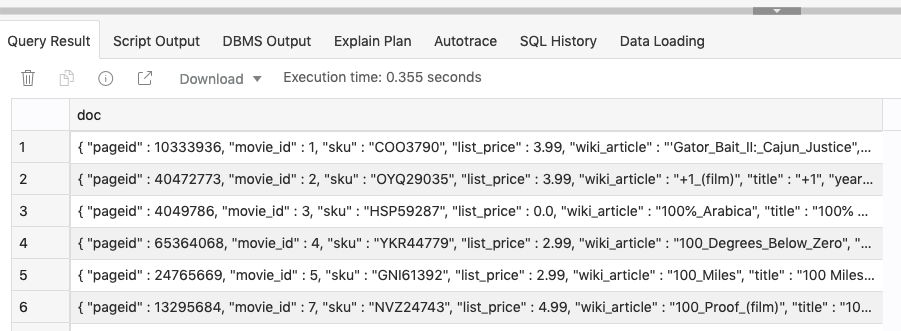 Query Result Script Output DBMS Output Explain Plan Autotrace SQL History Data Loading
Download Execution time: 0.355 seconds
doc
1 { "pageid" : 10333936, "movie_id" : 1, "sku" : "COO3790", "list_price" : 3.99, "wiki_article" : "'Gator_Bait_II:_Cajun_Justice",...
2 { "pageid" : 40472773, "movie_id" : 2, "sku" : "OYQ29035", "list_price" : 3.99, "wiki_article" : "+1_(film)", "title" : "+1", "year...
3 { "pageid" : 4049786, "movie_id" : 3, "sku" : "HSP59287", "list_price" : 0.0, "wiki_article" : "100%_Arabica", "title" : "100% ...
4 { "pageid" : 65364068, "movie_id" : 4, "sku" : "YKR44779", "list_price" : 2.99, "wiki_article" : "100_Degrees_Below_Zero", "...
5 { "pageid" : 24765669, "movie_id" : 5, "sku" : "GNI61392", "list_price" : 2.99, "wiki_article" : "100_Miles", "title" : "100 Miles...
6 { "pageid" : 13295684, "movie_id" : 7, "sku" : "NVZ24743", "list_price" : 4.99, "wiki_article" : "100_Proof_(film)", "title" : "10...